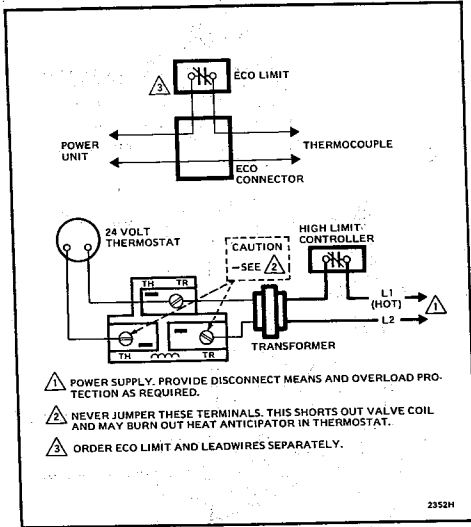 3
ECO LIMIT
POWER
UNIT
THERMOCOUPLE
ECO
CONNECTOR
24 VOLT
THERMOSTAT
CAUTION
–SEE 2
HIGH LIMIT
CONTROLLER
TH TR
L1
(HOT)
1
L2
TH TR
TRANSFORMER
1 POWER SUPPLY. PROVIDE DISCONNECT MEANS AND OVERLOAD PRO-
TECTION AS REQUIRED.
2 NEVER JUMPER THESE TERMINALS. THIS SHORTS OUT VALVE COIL
AND MAY BURN OUT HEAT ANTICIPATOR IN THERMOSTAT.
3 ORDER ECO LIMIT AND LEADWIRES SEPARATELY.
2352H